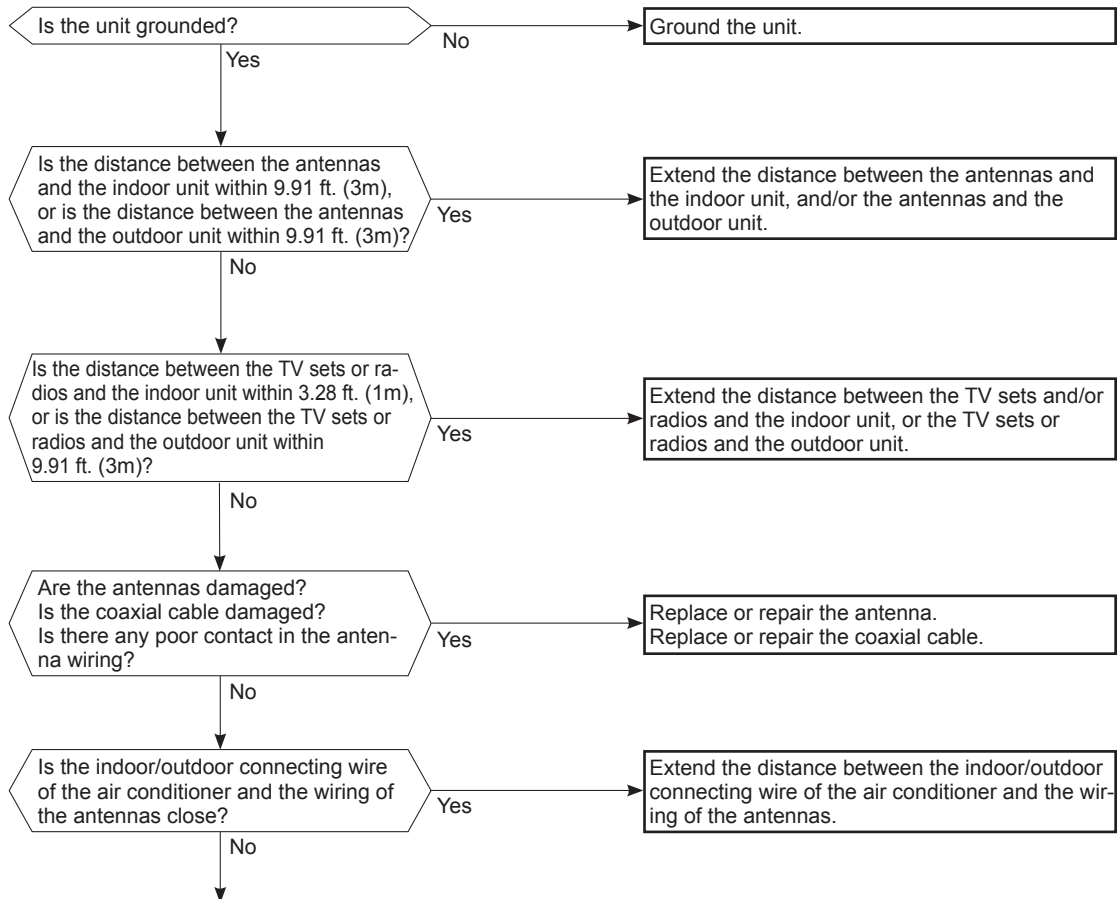 Is the unit grounded?
No
Ground the unit.
Yes
Is the distance between the antennas
and the indoor unit within 9.91 ft. (3m),
or is the distance between the antennas
and the outdoor unit within 9.91 ft. (3m)?
Yes
Extend the distance between the antennas and
the indoor unit, and/or the antennas and the
outdoor unit.
No
Is the distance between the TV sets or ra-
dios and the indoor unit within 3.28 ft. (1m),
or is the distance between the TV sets or
radios and the outdoor unit within
9.91 ft. (3m)?
Yes
Extend the distance between the TV sets and/or
radios and the indoor unit, or the TV sets or
radios and the outdoor unit.
No
Are the antennas damaged?
Is the coaxial cable damaged?
Is there any poor contact in the anten-
na wiring?
Yes
Replace or repair the antenna.
Replace or repair the coaxial cable.
No
Is the indoor/outdoor connecting wire
of the air conditioner and the wiring of
the antennas close?
Yes
Extend the distance between the indoor/outdoor
connecting wire of the air conditioner and the wir-
ing of the antennas.
No